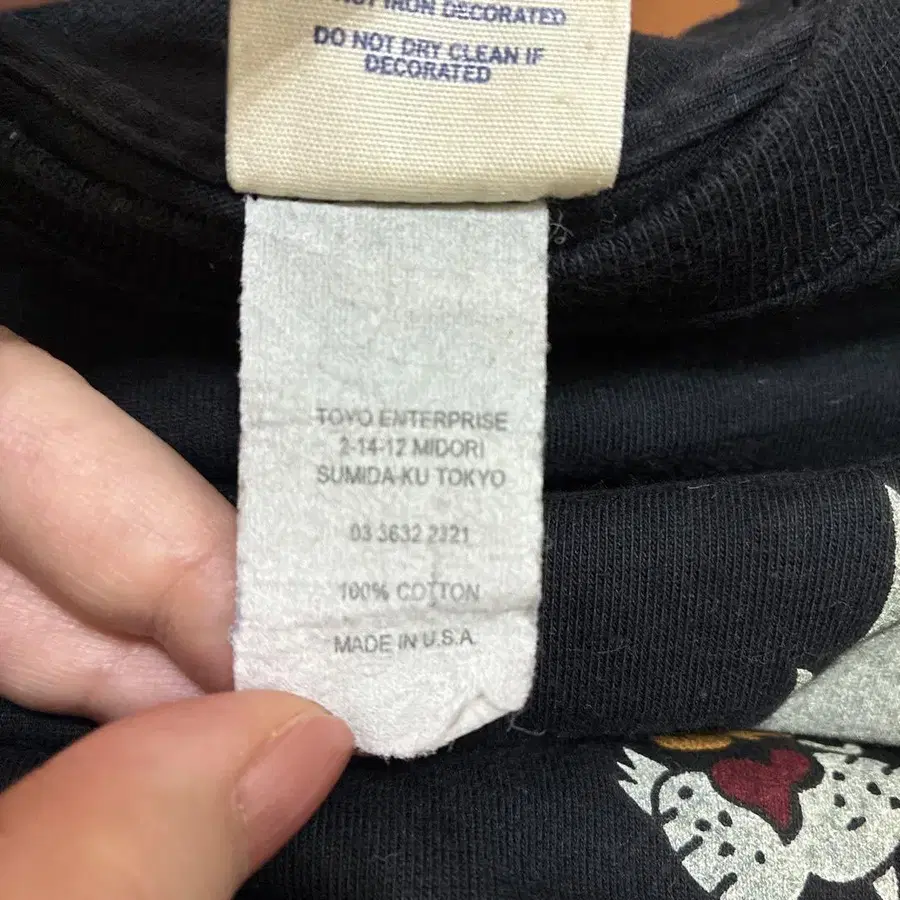 NOT IRON DECORATED
DO NOT DRY CLEAN IF
DECORATED
TOYO ENTERPRISE
2-14-12 MIDORI
SUMIDA-KU TOKYO
03 3632 2321
100% COTTON
MADE IN U.S.A.